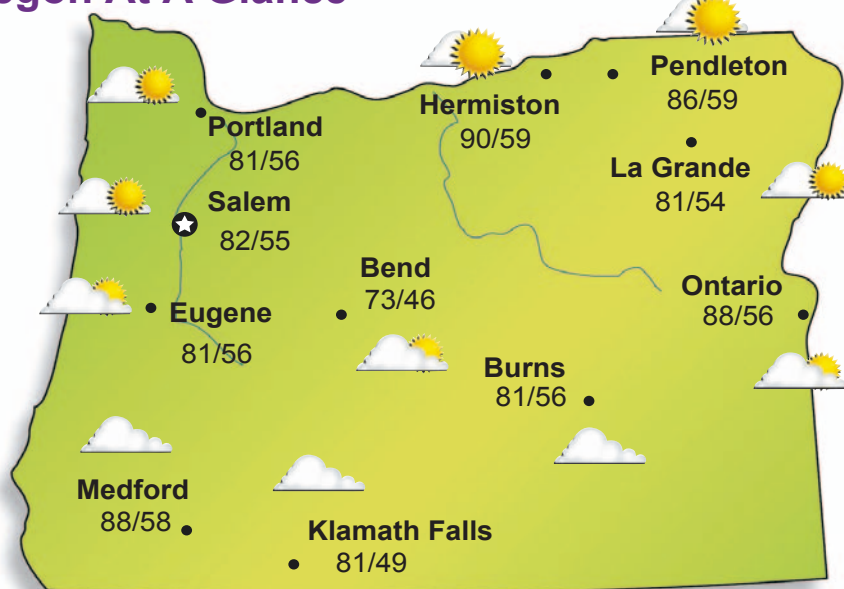 Pendleton
86/59
Hermiston
90/59
Portland
81/56
La Grande
81/54
Salem
82/55
Bend
73/46
Ontario
88/56
Eugene
81/56
Burns
81/56
Medford
88/58
Klamath Falls
81/49